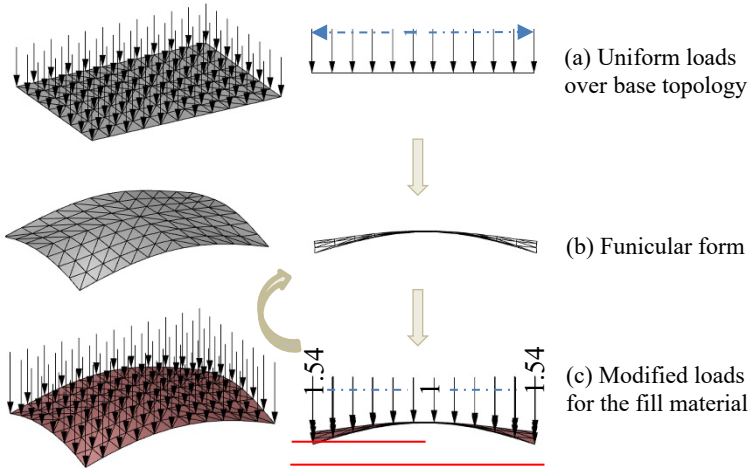 (a) Uniform loads
over base topology
(b) Funicular form
1.54
1
1.54
(c) Modified loads
for the fill material